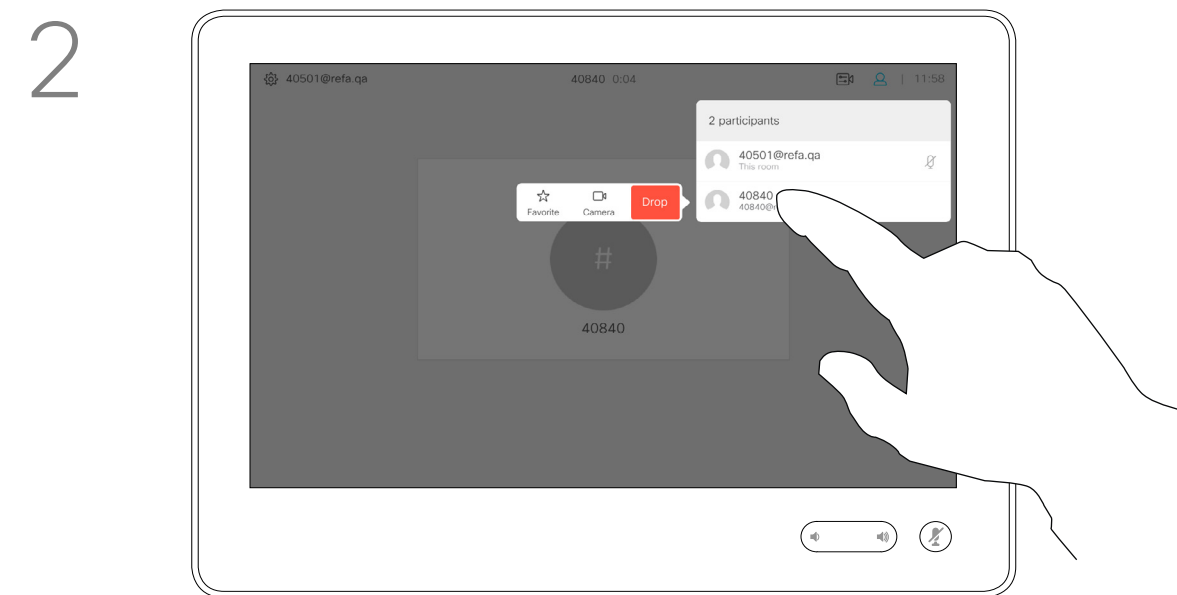 2
40501@refa.qa
40840 0:04
| 11:58
2 participants
40501@refa.qa
This room
40840
Favorite
Camera
Drop
#
40840